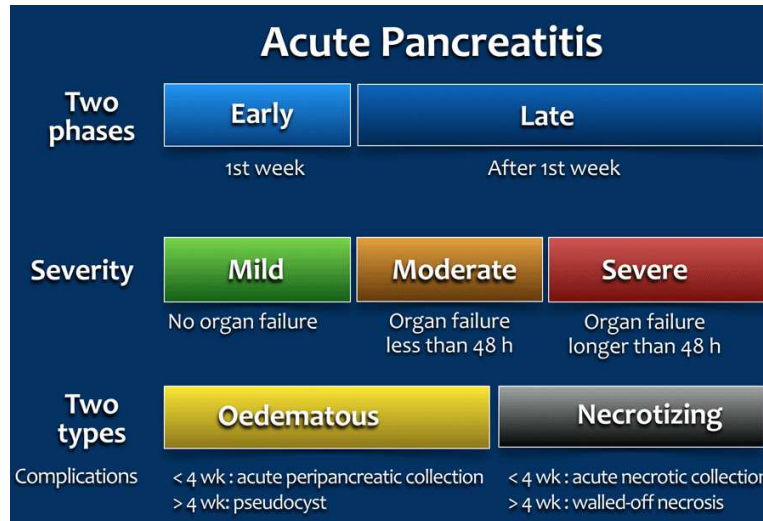 Acute Pancreatitis
Two phases
Early
Late
1st week
After 1st week
Severity
Mild
Moderate
Severe
No organ failure
Organ failure
less than 48 h
Organ failure
longer than 48 h
Two
types
Oedematous
Necrotizing
Complications
< 4 wk : acute peripancreatic collection
> 4 wk: pseudocyst
< 4 wk : acute necrotic collection
> 4 wk : walled-off necrosis